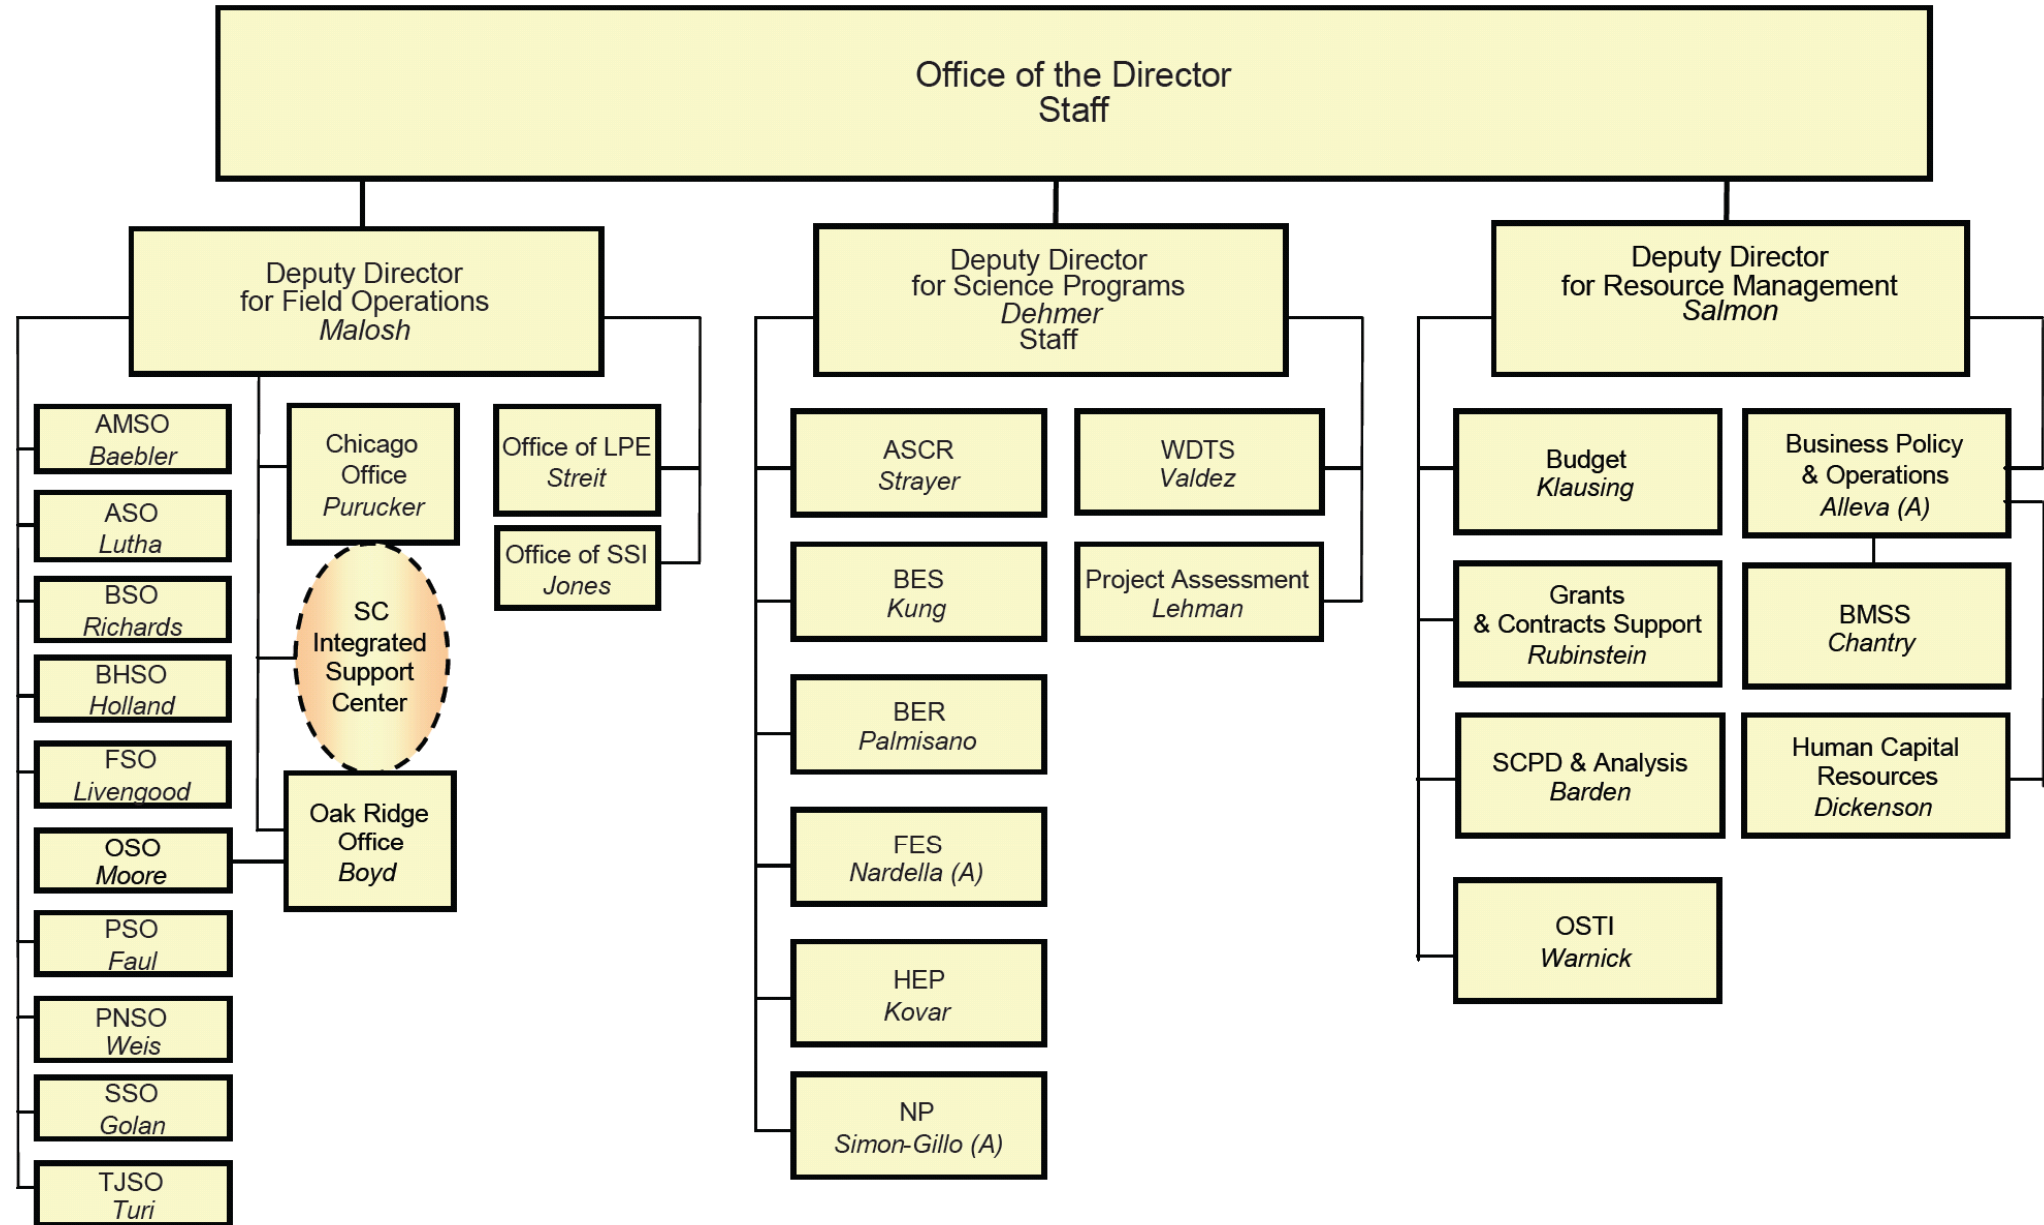 Office of the Director
Staff
Deputy Director
for Field Operations
Malosh
AMSO
Baebler
ASO
Lutha
BSO
Richards
BHSO
Holland
FSO
Livengood
OSO
Moore
PSO
Faul
PNSO
Weis
SSO
Golan
TJSO
Turi
Chicago
Office
Purucker
SC
Integrated
Support
Center
Oak Ridge
Office
Boyd
Office of LPE
Streit
Office of SSI
Jones
Deputy Director
for Science Programs
Dehmer
Staff
ASCR
Strayer
BES
Kung
BER
Palmisano
FES
Nardella (A)
HEP
Kovar
NP
Simon-Gillo (A)
WDTS
Valdez
Project Assessment
Lehman
Deputy Director
for Resource Management
Salmon
Budget
Klausing
Grants
& Contracts Support
Rubinstein
SCPD & Analysis
Barden
OSTI
Warnick
Business Policy
& Operations
Alleva (A)
BMSS
Chantry
Human Capital
Resources
Dickenson